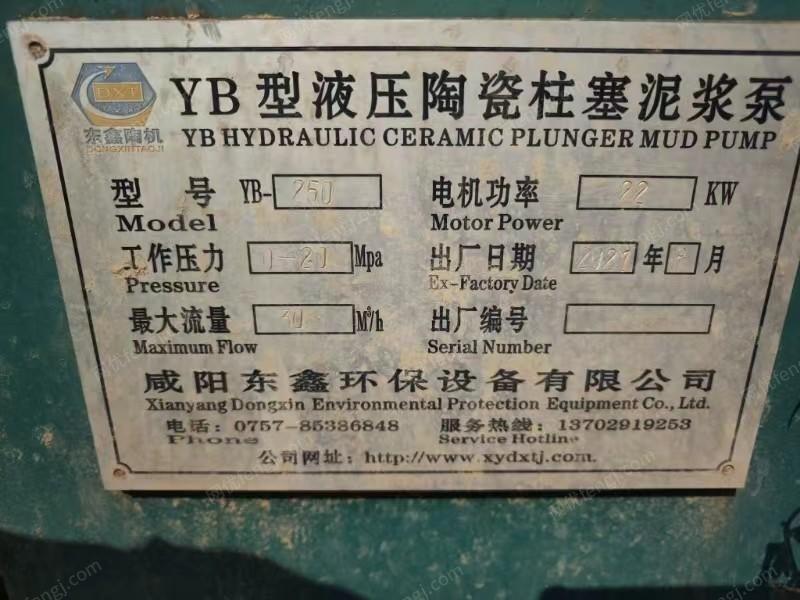 DXT
东鑫陶机
DONGXINTAOJI
YB型液压陶瓷柱塞泥浆泵
YB HYDRAULIC CERAMIC PLUNGER MUD PUMP
型号 YB-250 电机功率 22 KW
Model Motor Power
工作压力 0-20 Mpa 出厂日期 2021 年 月
Pressure Ex-Factory Date
最大流量 M³/h 出厂编号
Maximum Flow Serial Number
咸阳东鑫环保设备有限公司
Xianyang Dongxin Environmental Protection Equipment Co., Ltd.
电话：0757-85386848 服务热线：13702919253
Phone Service Hotline
公司网址：http://www.xydxtj.com.